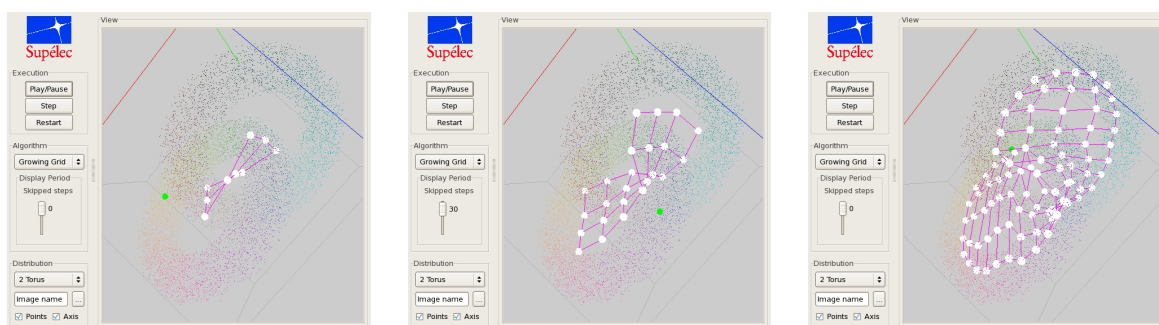 View
Supélec
Execution
Play/Pause
Step
Restart
Algorithm
Growing Grid
Display Period
Skipped steps
0
Distribution
2 Torus
Image name ...
Points Axis
View
Supélec
Execution
Play/Pause
Step
Restart
Algorithm
Growing Grid
Display Period
Skipped steps
30
Distribution
2 Torus
Image name ...
Points Axis
View
Supélec
Execution
Play/Pause
Step
Restart
Algorithm
Growing Grid
Display Period
Skipped steps
0
Distribution
2 Torus
Image name ...
Points Axis